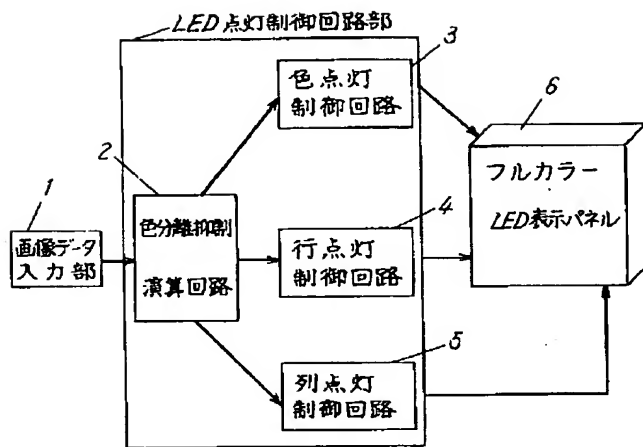 LED点灯制御回路部
3
色点灯
制御回路
6
フルカラー
LED表示パネル
2
色分離抑制
演算回路
1
画像データ
入力部
4
行点灯
制御回路
5
列点灯
制御回路